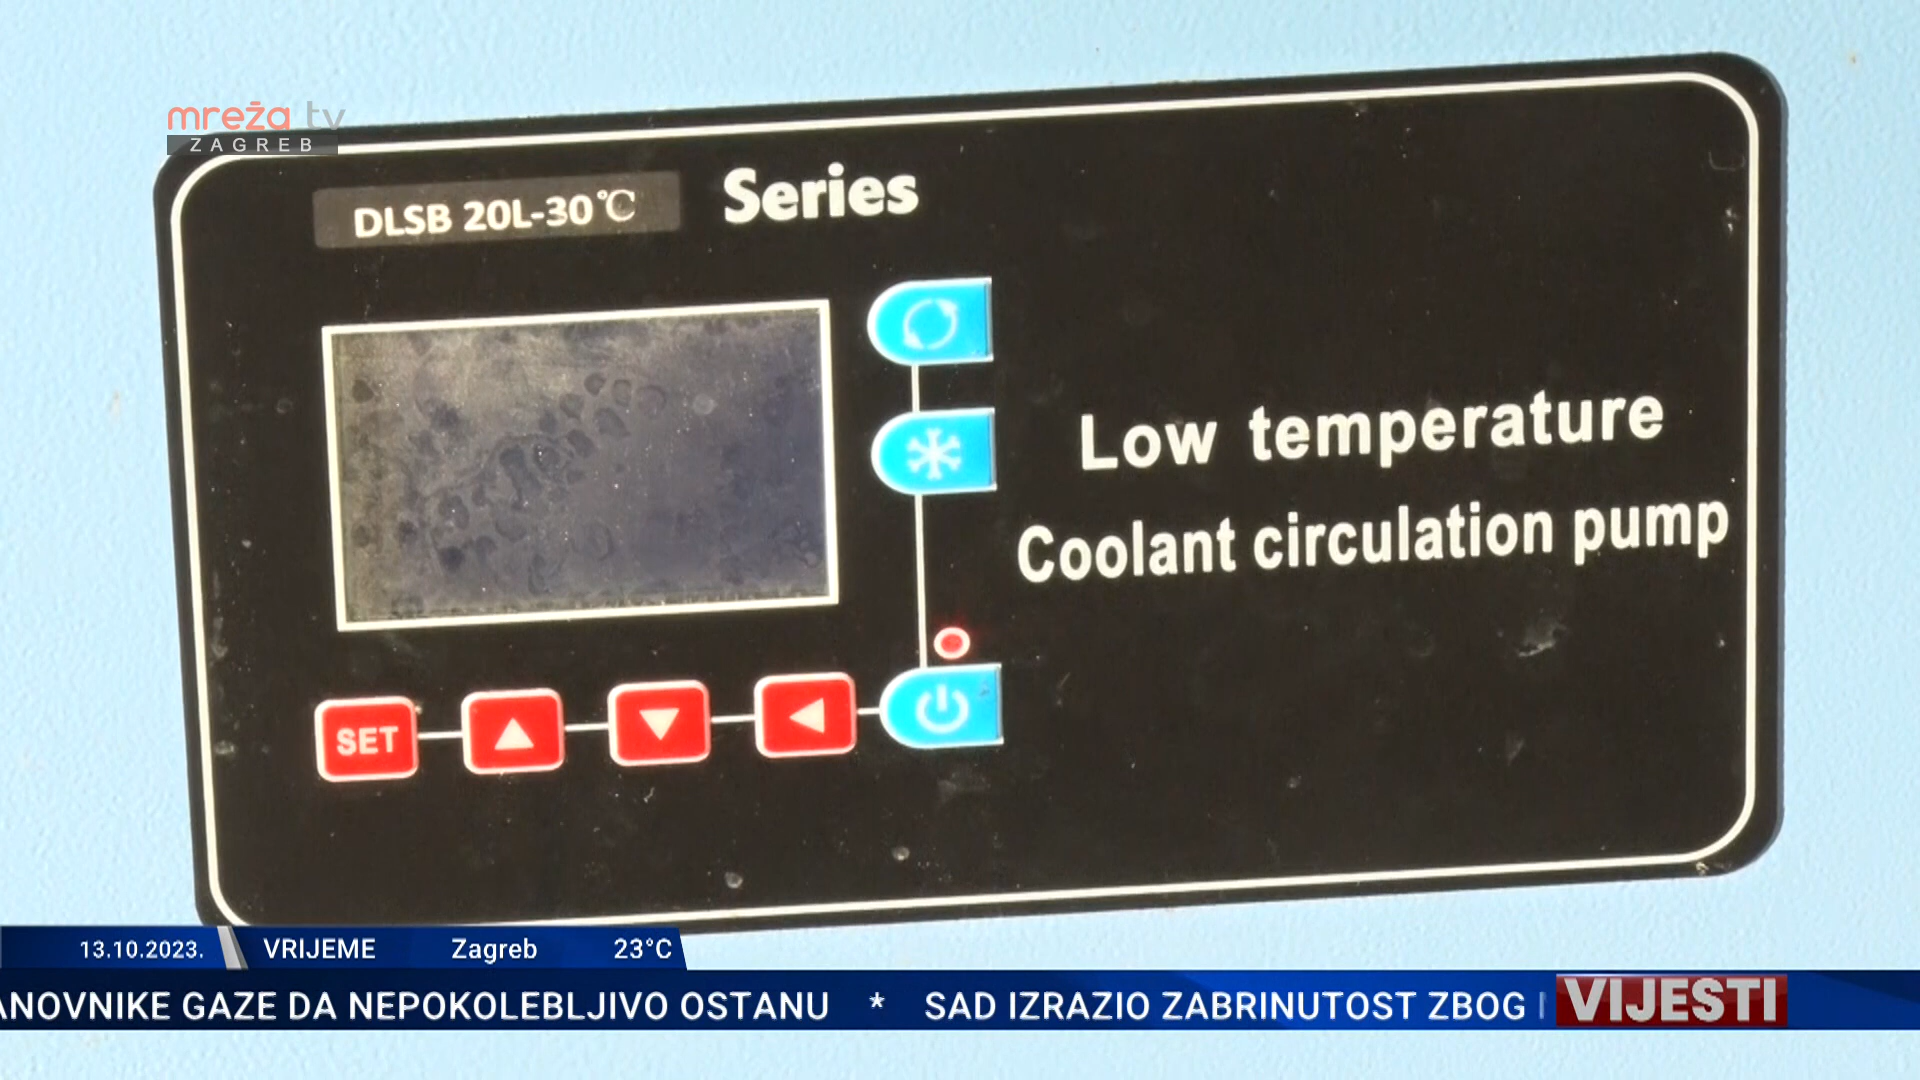 mreža tv
ZAGREB
DLSB 20L-30℃ Series
Low temperature
Coolant circulation pump
SET
13.10.2023. VRIJEME Zagreb 23°C
ANOVNIKE GAZE DA NEPOKOLEBLJIVO OSTANU * SAD IZRAZIO ZABRINUTOST ZBOG
VIJESTI